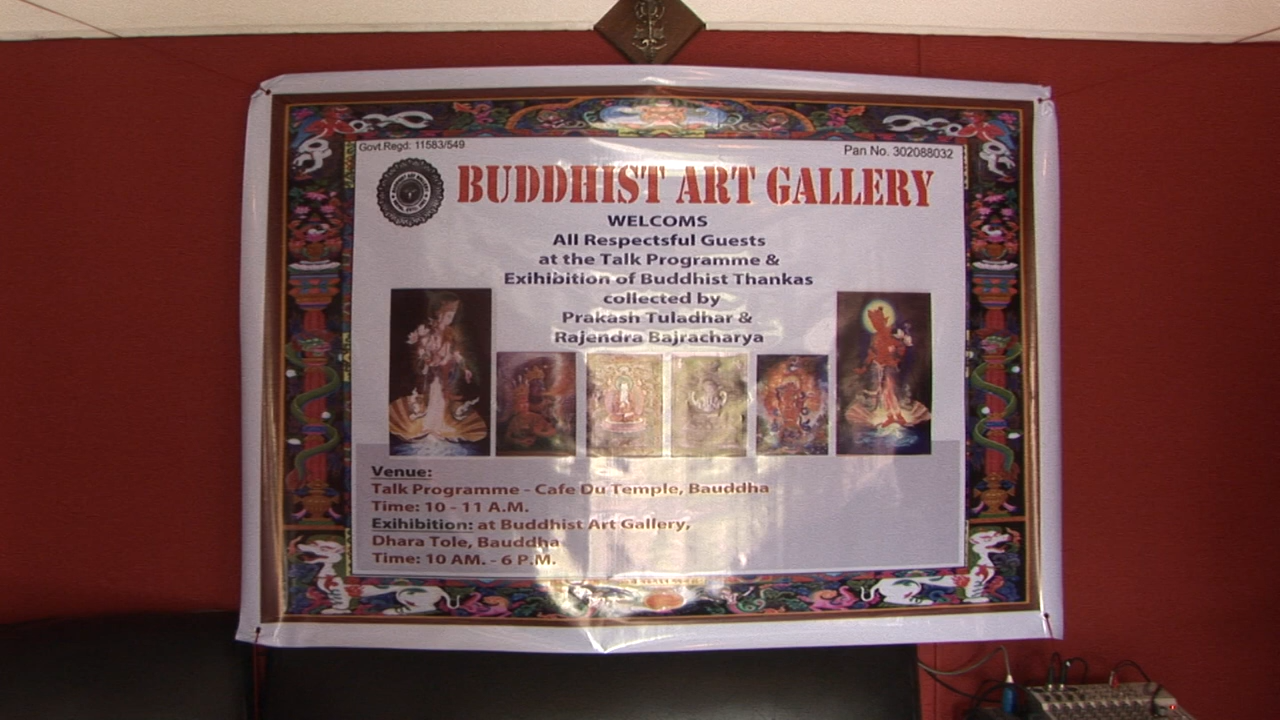 Govt.Regd: 11583/549
Pan No. 302088032
BUDDHIST ART GALLERY
WELCOMS
All Respectsful Guests
at the Talk Programme &
Exihibition of Buddhist Thankas
collected by
Prakash Tuladhar &
Rajendra Bajracharya
Venue:
Talk Programme - Cafe Du Temple, Bauddha
Time: 10 - 11 A.M.
Exihibition: at Buddhist Art Gallery,
Dhara Tole, Bauddha
Time: 10 AM. - 6 P.M.